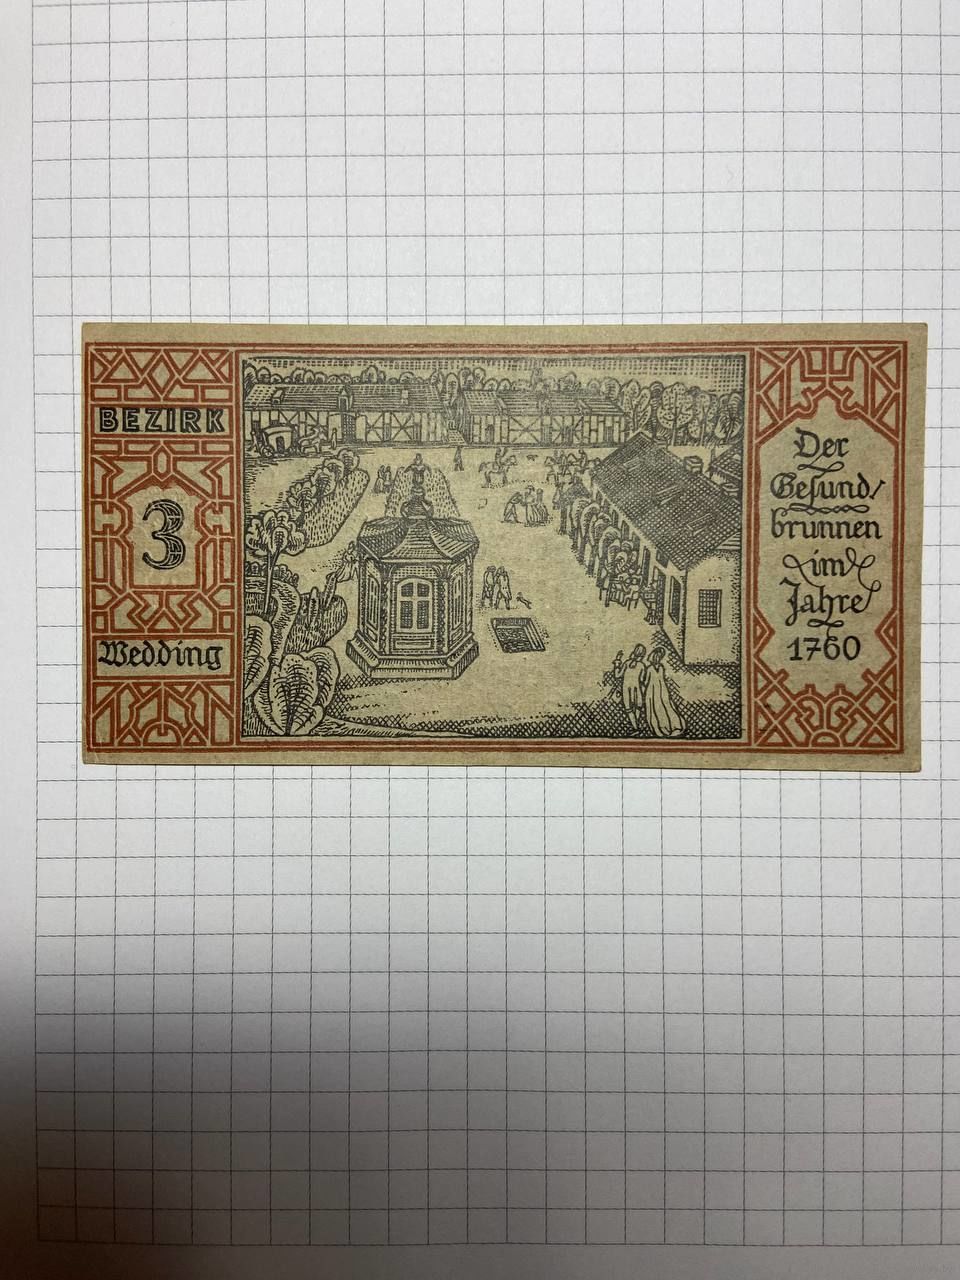 BEZIRK
3
Wedding
Der
Gesund/
brunnen
im
Jahre
1760